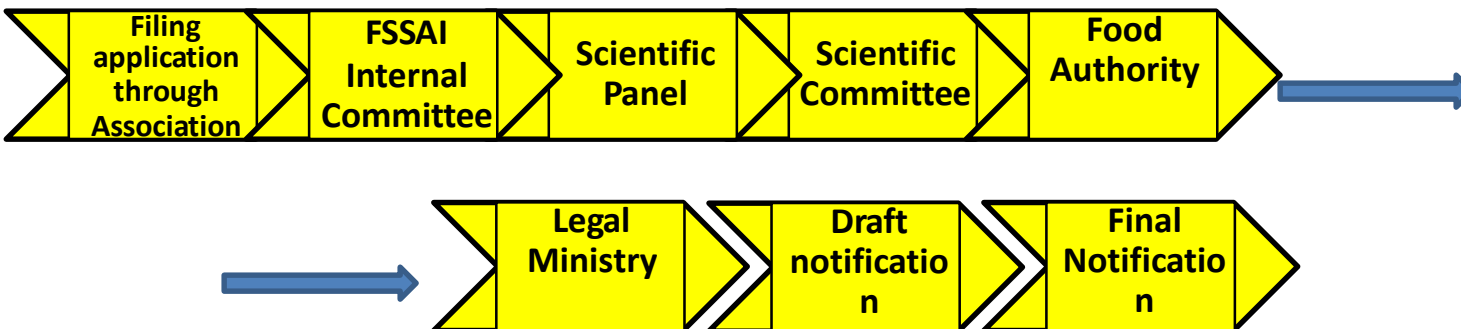 Filing
application
through
Association
FSSAI
Internal
Committee
Scientific
Panel
Scientific
Committee
Food
Authority
Legal
Ministry
Draft
notificatio
n
Final
Notificatio
n